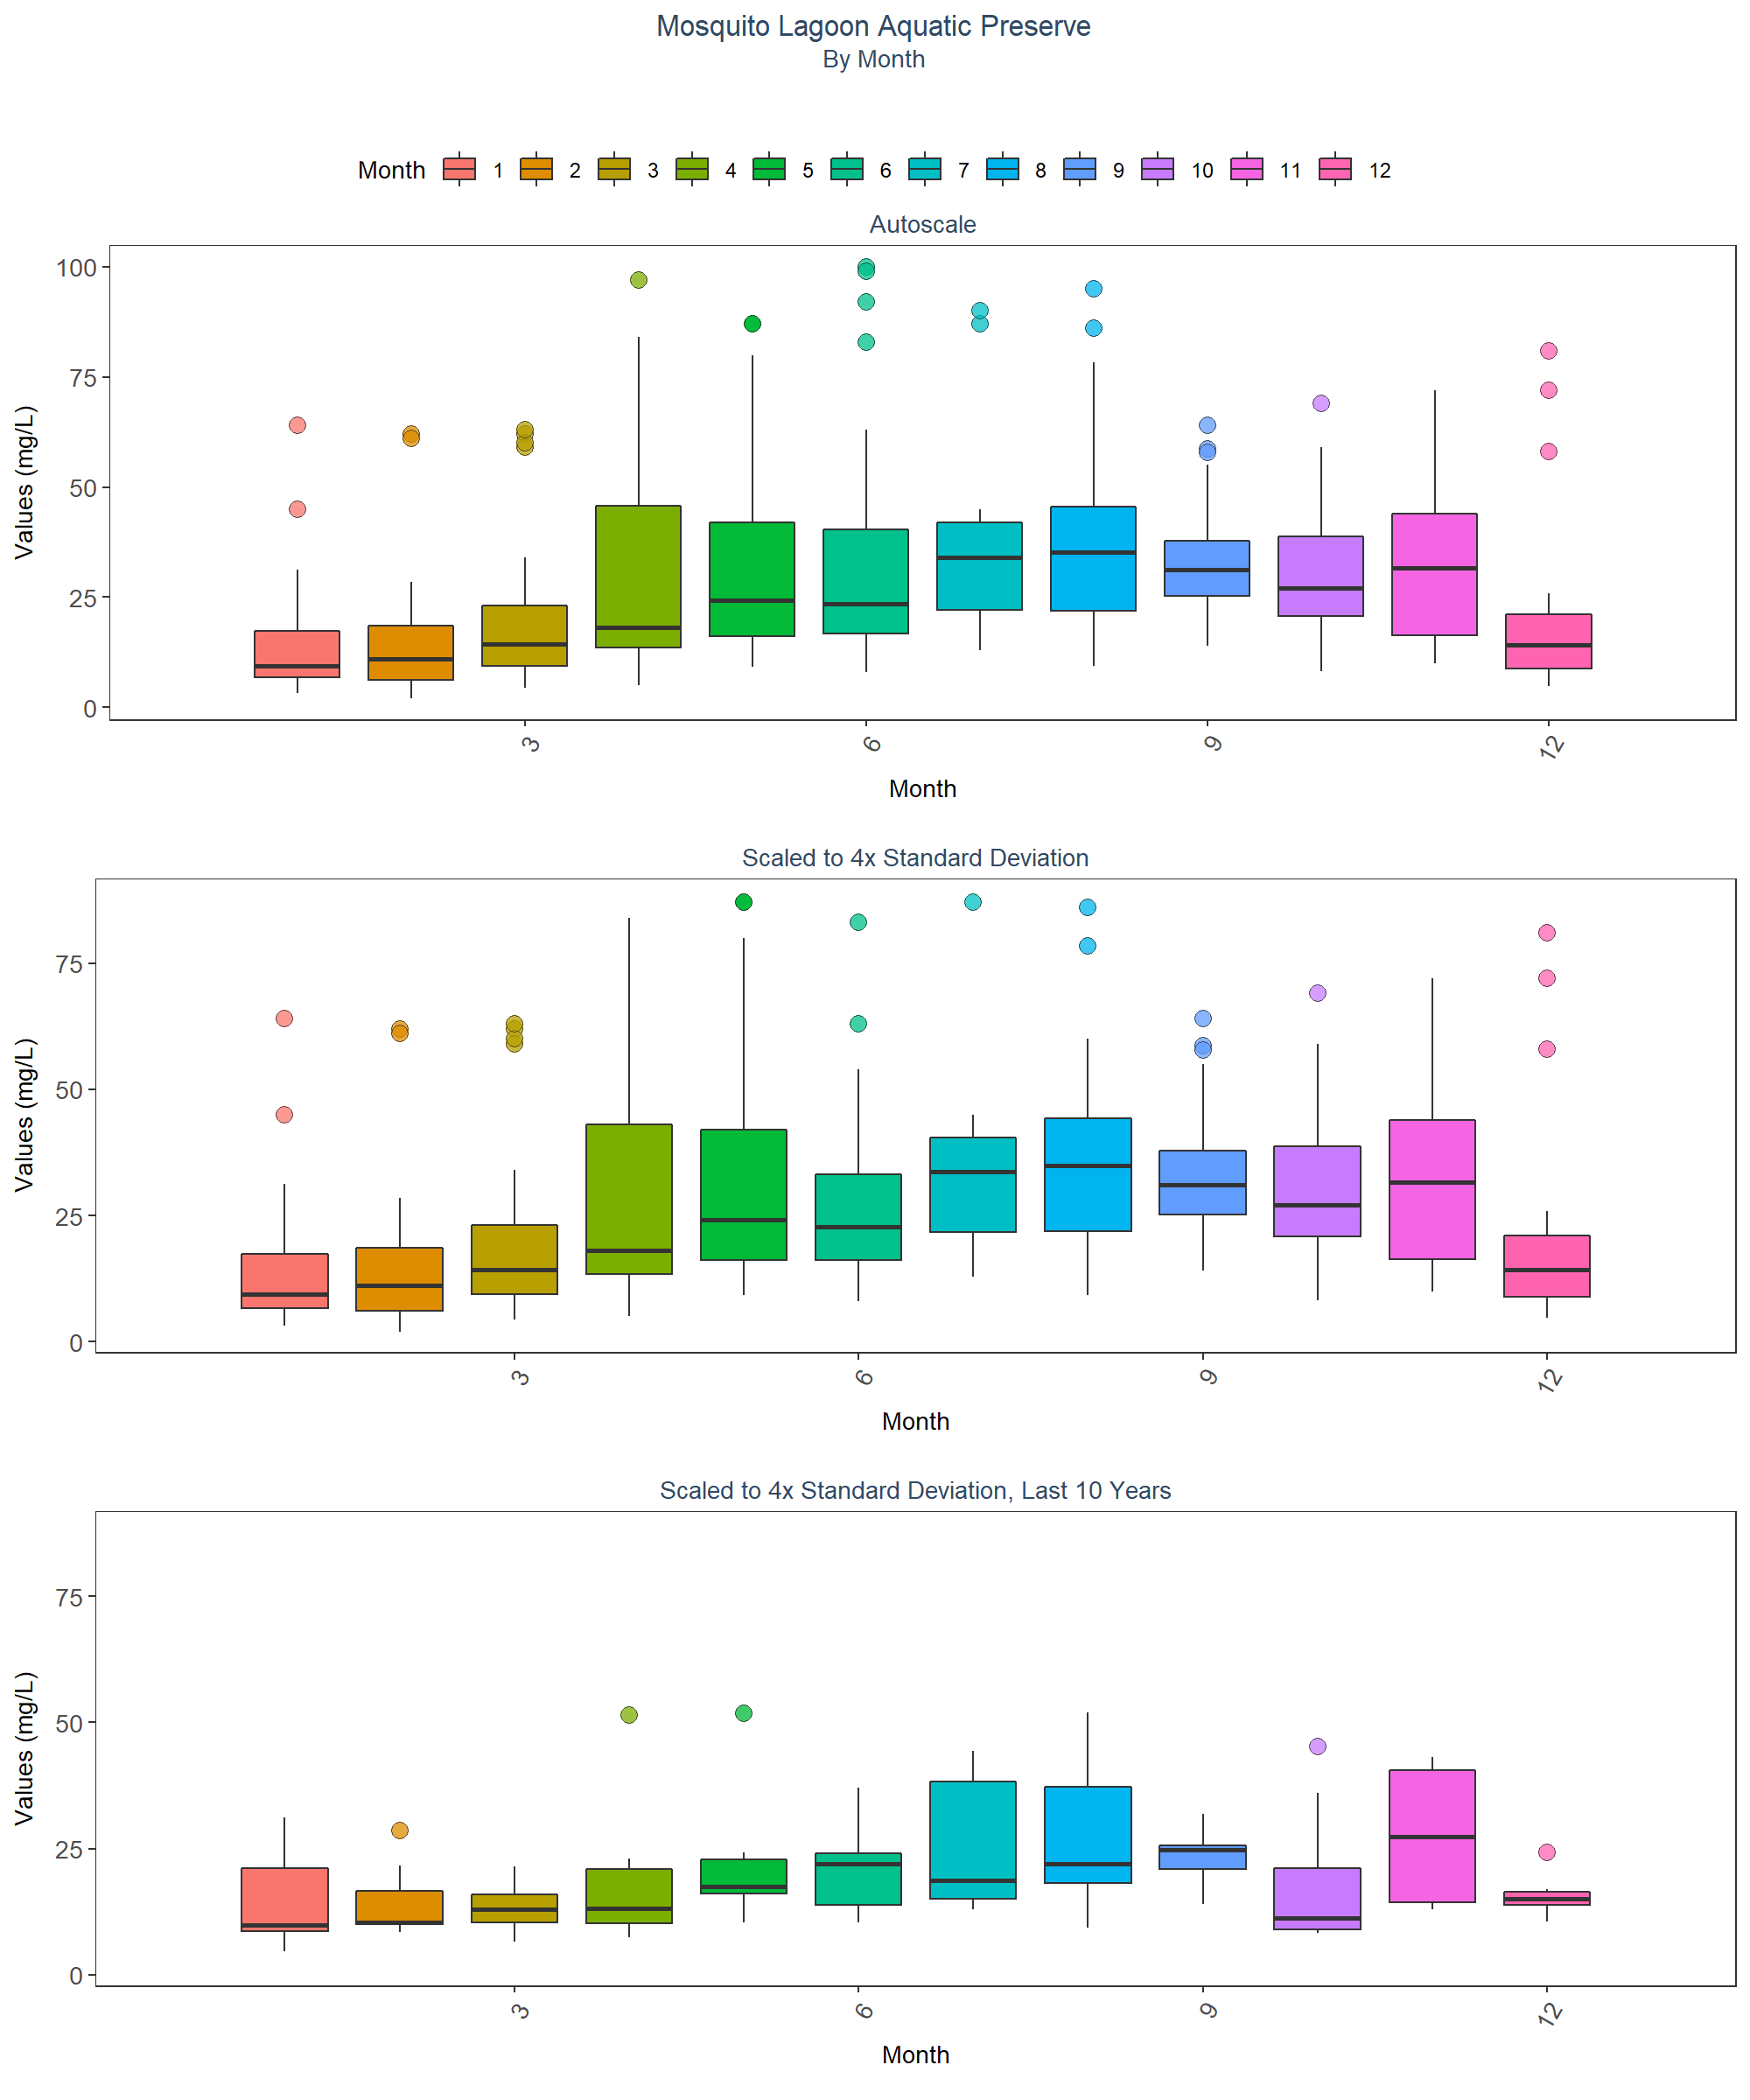 Mosquito Lagoon Aquatic Preserve
By Month
Month 1 2 3 4 5 6 7 8 9 10 11 12
Autoscale
Values (mg/L)
100
75
50
25
0
3 6 9 12
Month
Scaled to 4x Standard Deviation
Values (mg/L)
75
50
25
0
3 6 9 12
Month
Scaled to 4x Standard Deviation, Last 10 Years
Values (mg/L)
75
50
25
0
3 6 9 12
Month